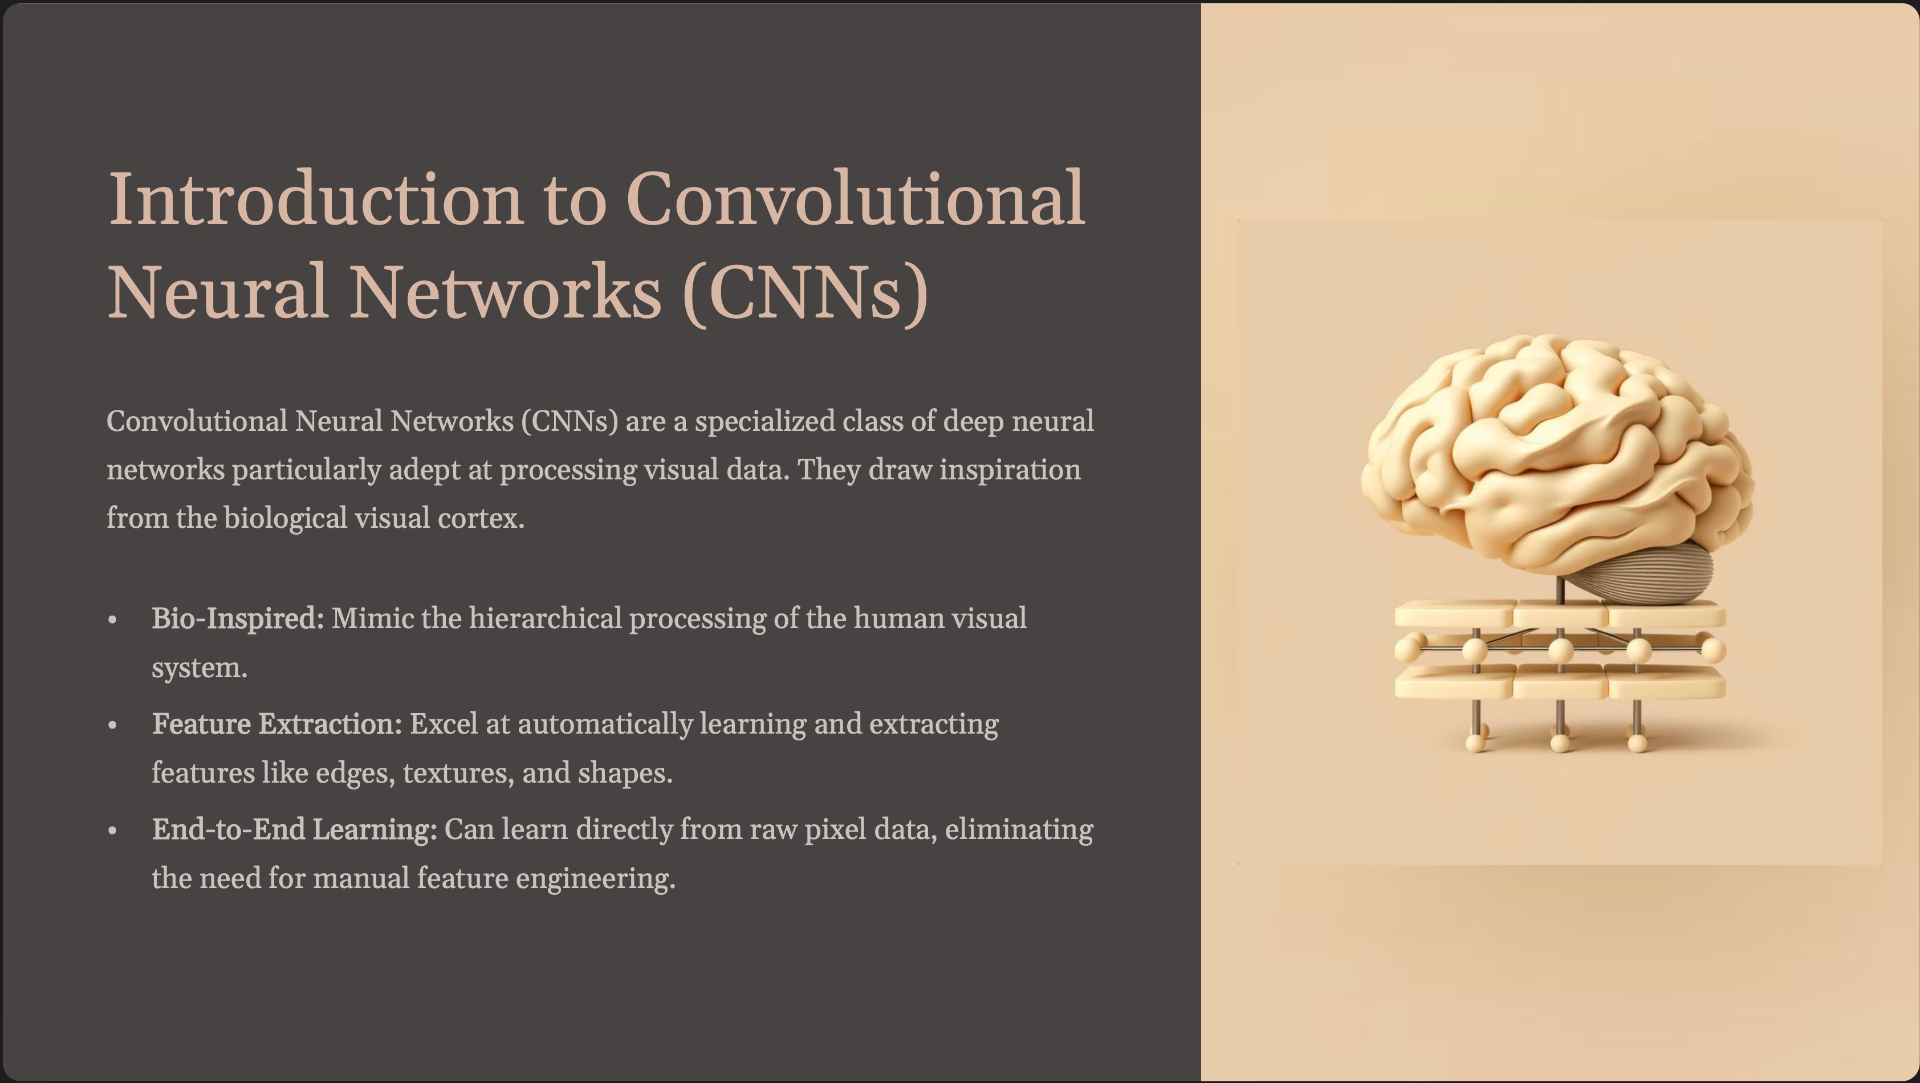 Introduction to Convolutional
Neural Networks (CNNs)
Convolutional Neural Networks (CNNs) are a specialized class of deep neural
networks particularly adept at processing visual data. They draw inspiration
from the biological visual cortex.
• Bio-Inspired: Mimic the hierarchical processing of the human visual
system.
• Feature Extraction: Excel at automatically learning and extracting
features like edges, textures, and shapes.
• End-to-End Learning: Can learn directly from raw pixel data, eliminating
the need for manual feature engineering.